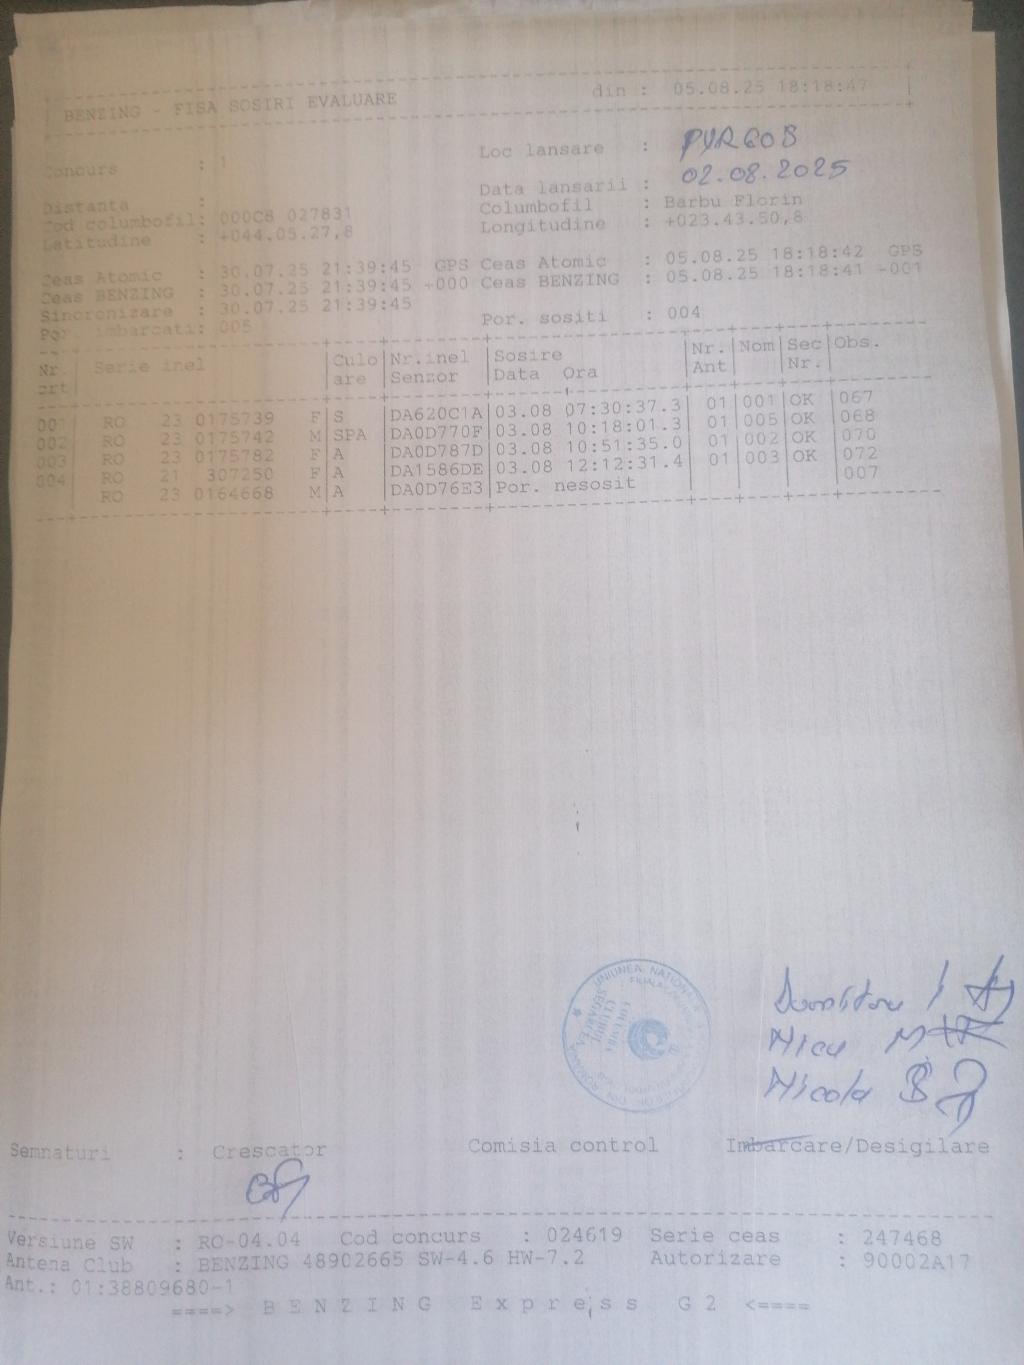 BENZING - FISA SOSIRI EVALUARE din : 05.08.25 18:18:47
Concurs : 1 Loc lansare : PYRGOS
Data lansarii : 02.08.2025
Distanta : Columbofil : Barbu Florin
Cod columbofil: 000C8 027831 Longitudine : +023.43.50,8
Latitudine : +044.05.27,8
Ceas Atomic : 30.07.25 21:39:45 GPS Ceas Atomic : 05.08.25 18:18:42 GPS
Ceas BENZING : 30.07.25 21:39:45 +000 Ceas BENZING : 05.08.25 18:18:41 -001
Sincronizare : 30.07.25 21:39:45
Por. imbarcati: 005 Por. sositi : 004
Nr. Serie inel Culo Nr.inel Sosire Nr. Nom Sec Obs.
crt are Senzor Data Ora Ant Nr.
001 RO 23 0175739 F S DA620C1A 03.08 07:30:37.3 01 001 OK 067
002 RO 23 0175742 M SPA DA0D770F 03.08 10:18:01.3 01 005 OK 068
003 RO 23 0175782 F A DA0D787D 03.08 10:51:35.0 01 002 OK 070
004 RO 21 307250 F A DA1586DE 03.08 12:12:31.4 01 003 OK 072
RO 23 0164668 M A DA0D76E3 Por. nesosit 007
UNIUNEA NATIONALA
FILIALA
Dumitru I
Nicu M
Nicola B
Semnaturi : Crescator Comisia control Imbarcare/Desigilare
Versiune SW : RO-04.04 Cod concurs : 024619 Serie ceas : 247468
Antena Club : BENZING 48902665 SW-4.6 HW-7.2 Autorizare : 90002A17
Ant.: 01:38809680-1
====> B E N Z I N G E x p r e s s G 2 <====